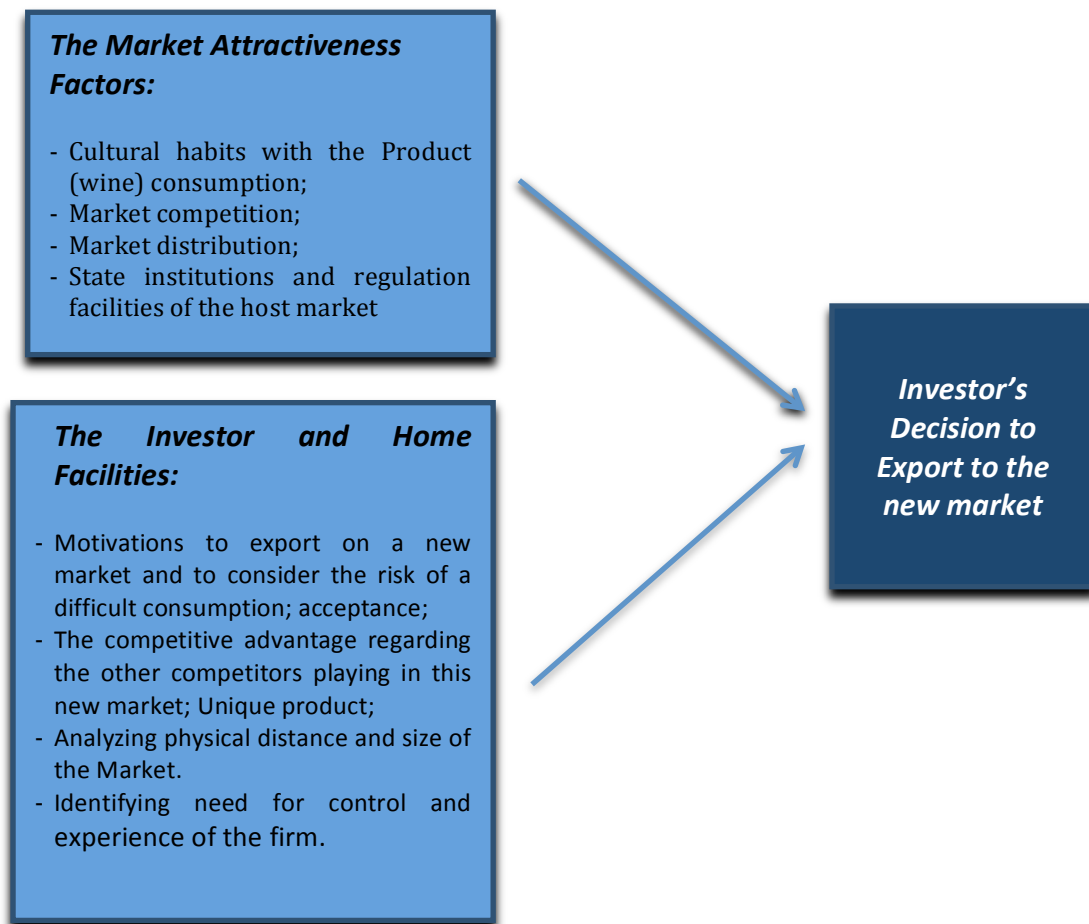 The Market Attractiveness
Factors:
- Cultural habits with the Product
(wine) consumption;
- Market competition;
- Market distribution;
- State institutions and regulation
facilities of the host market
The Investor and Home
Facilities:
- Motivations to export on a new
market and to consider the risk of a
difficult consumption; acceptance;
- The competitive advantage regarding
the other competitors playing in this
new market; Unique product;
- Analyzing physical distance and size of
the Market.
- Identifying need for control and
experience of the firm.
Investor’s
Decision to
Export to the
new market